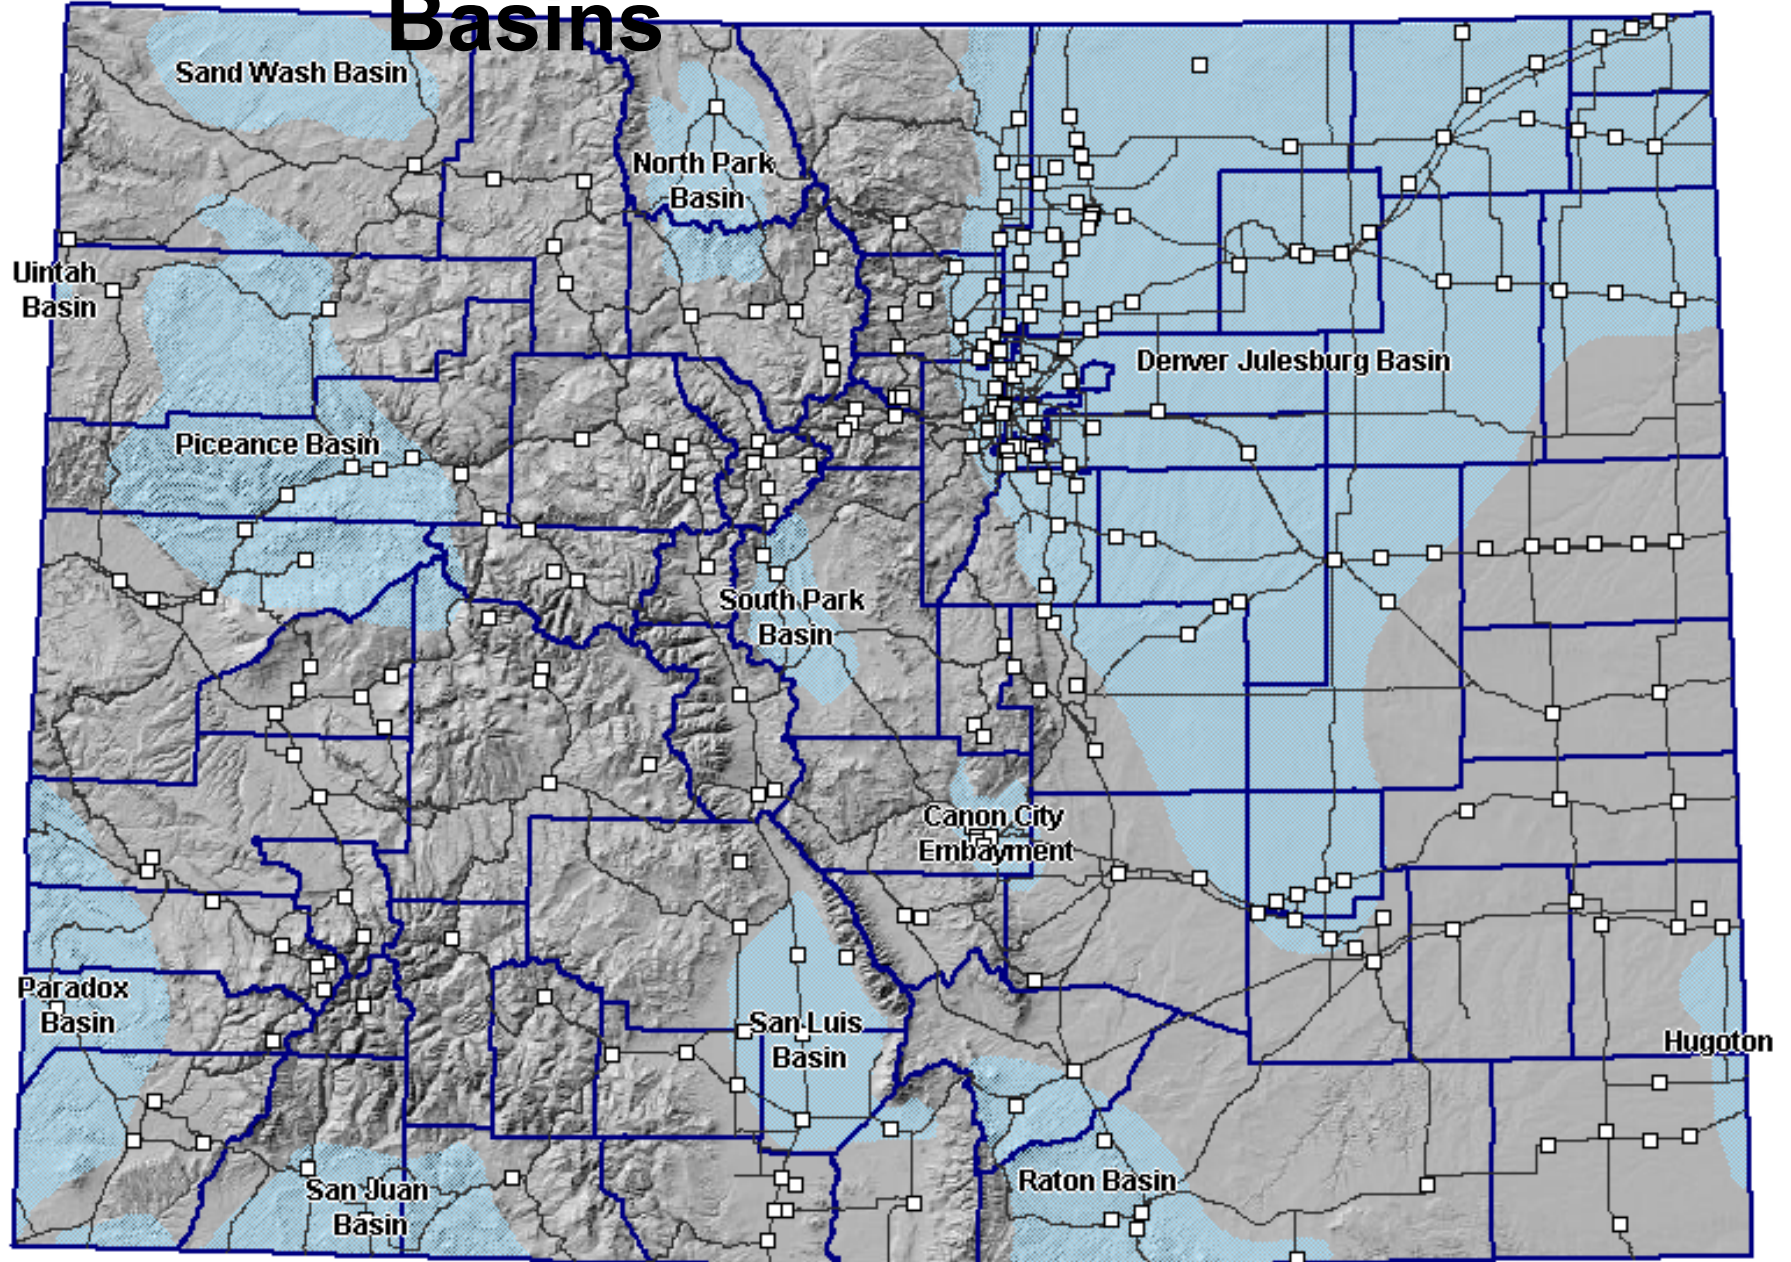 Basins
Sand Wash Basin
North Park
Basin
Uintah
Basin
Denver Julesburg Basin
Piceance Basin
South Park
Basin
Canon City
Embayment
Paradox
Basin
San Luis
Basin
Hugoton
Raton Basin
San Juan
Basin